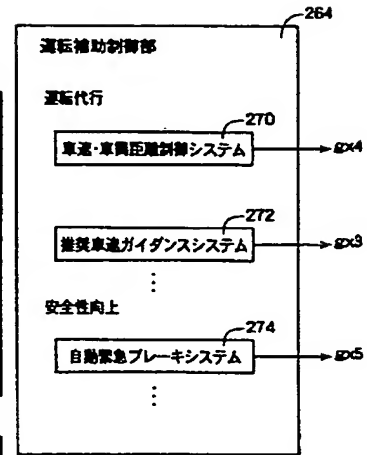 264
運転補助制御部
運転代行
270
車速・車間距離制御システム
gx4
272
推奨車速ガイダンスシステム
gx3
安全性向上
274
自動緊急ブレーキシステム
gx5